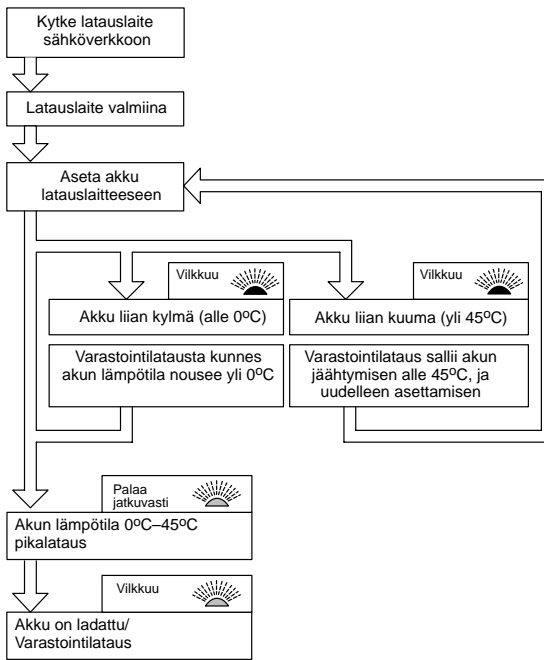 Kytke latauslaite
sähköverkkoon
Latauslaite valmiina
Aseta akku
latauslaitteeseen
Vilkkuu
Akku liian kylmä (alle 0ºC)
Varastointilatausta kunnes
akun lämpötila nousee yli 0ºC
Vilkkuu
Akku liian kuuma (yli 45ºC)
Varastointilataus sallii akun
jäähtymisen alle 45ºC, ja
uudelleen asettamisen
Palaa
jatkuvasti
Akun lämpötila 0ºC–45ºC
pikalataus
Vilkkuu
Akku on ladattu/
Varastointilataus